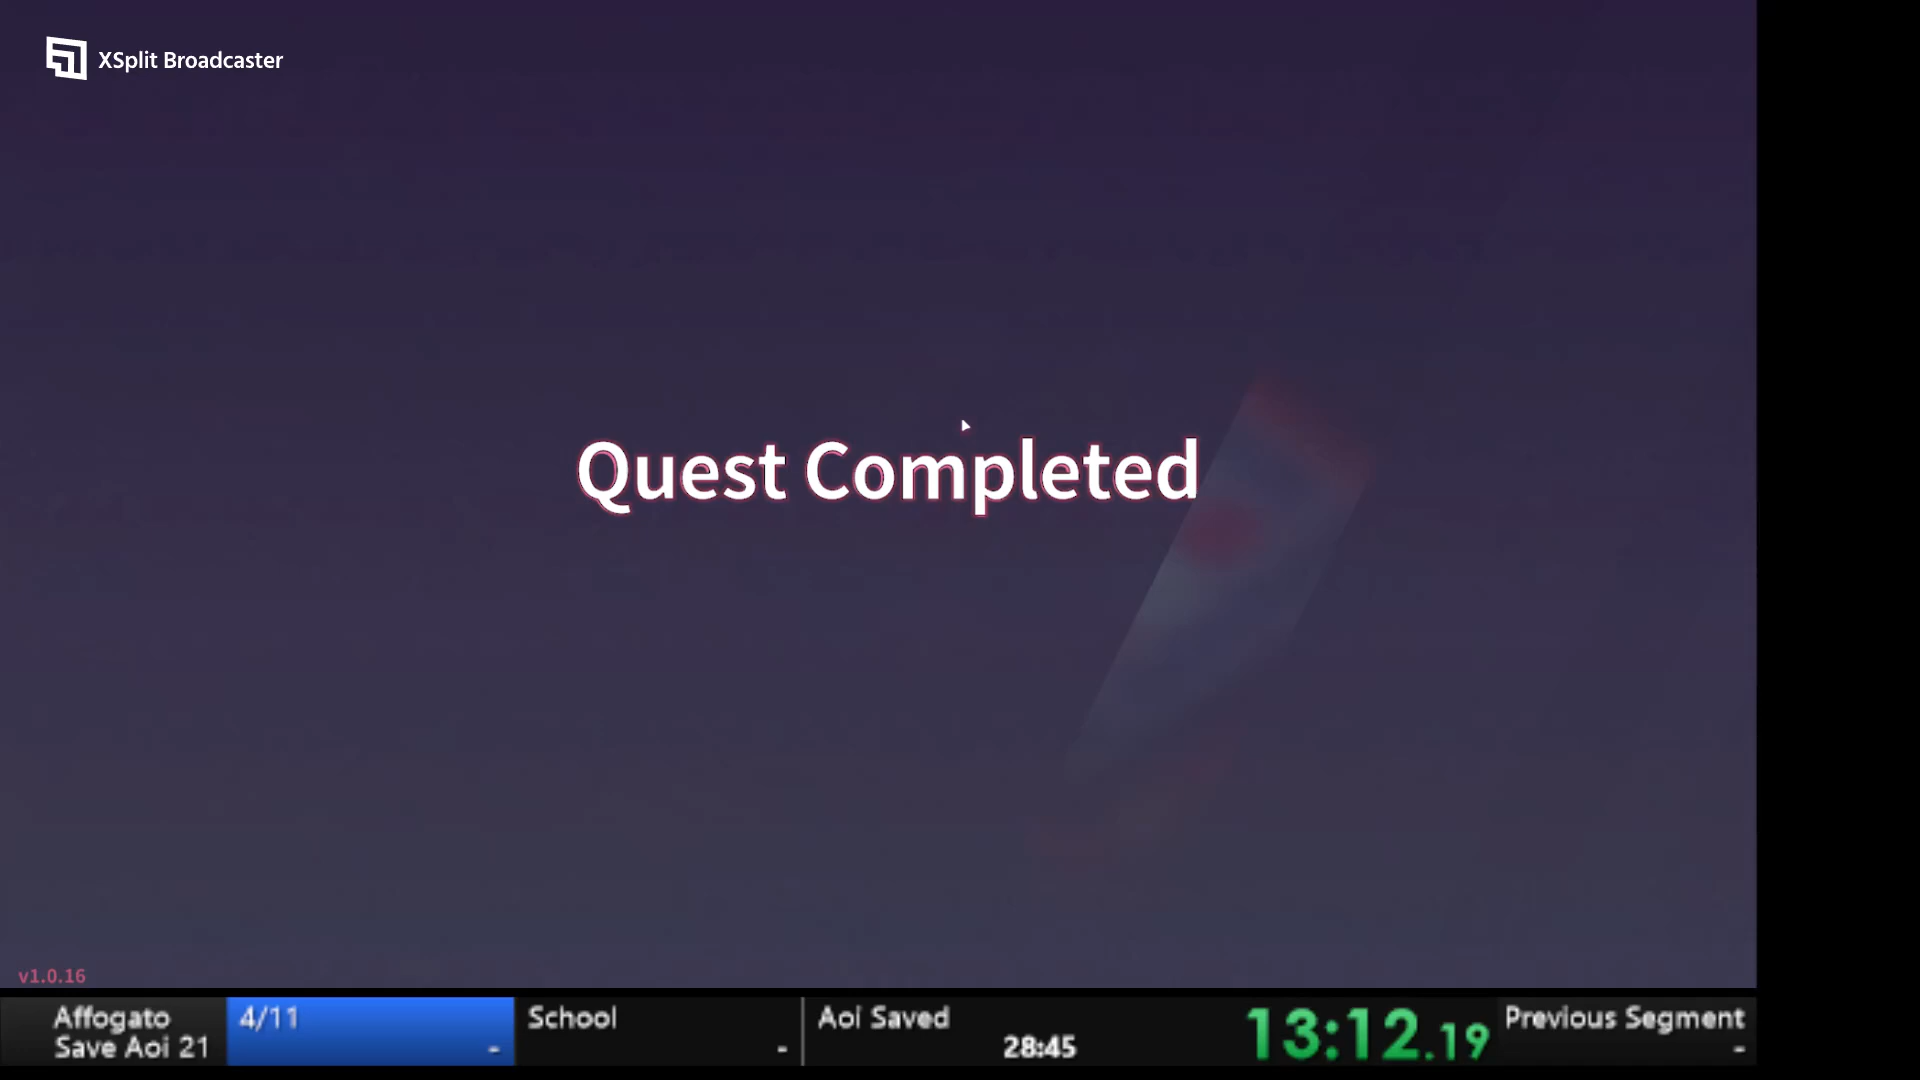 XSplit Broadcaster
Quest Completed
v1.0.16
Affogato
Save Aoi 21
4/11
-
School
-
Aoi Saved
28:45
13:12.19
Previous Segment
-